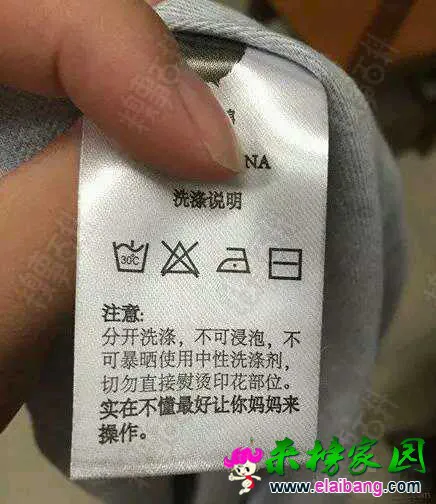 NA
洗涤说明
30℃
注意:
分开洗涤，不可浸泡，不
可暴晒使用中性洗涤剂，
切勿直接熨烫印花部位。
实在不懂最好让你妈妈来
操作。
来榜家园
www.elaibang.com